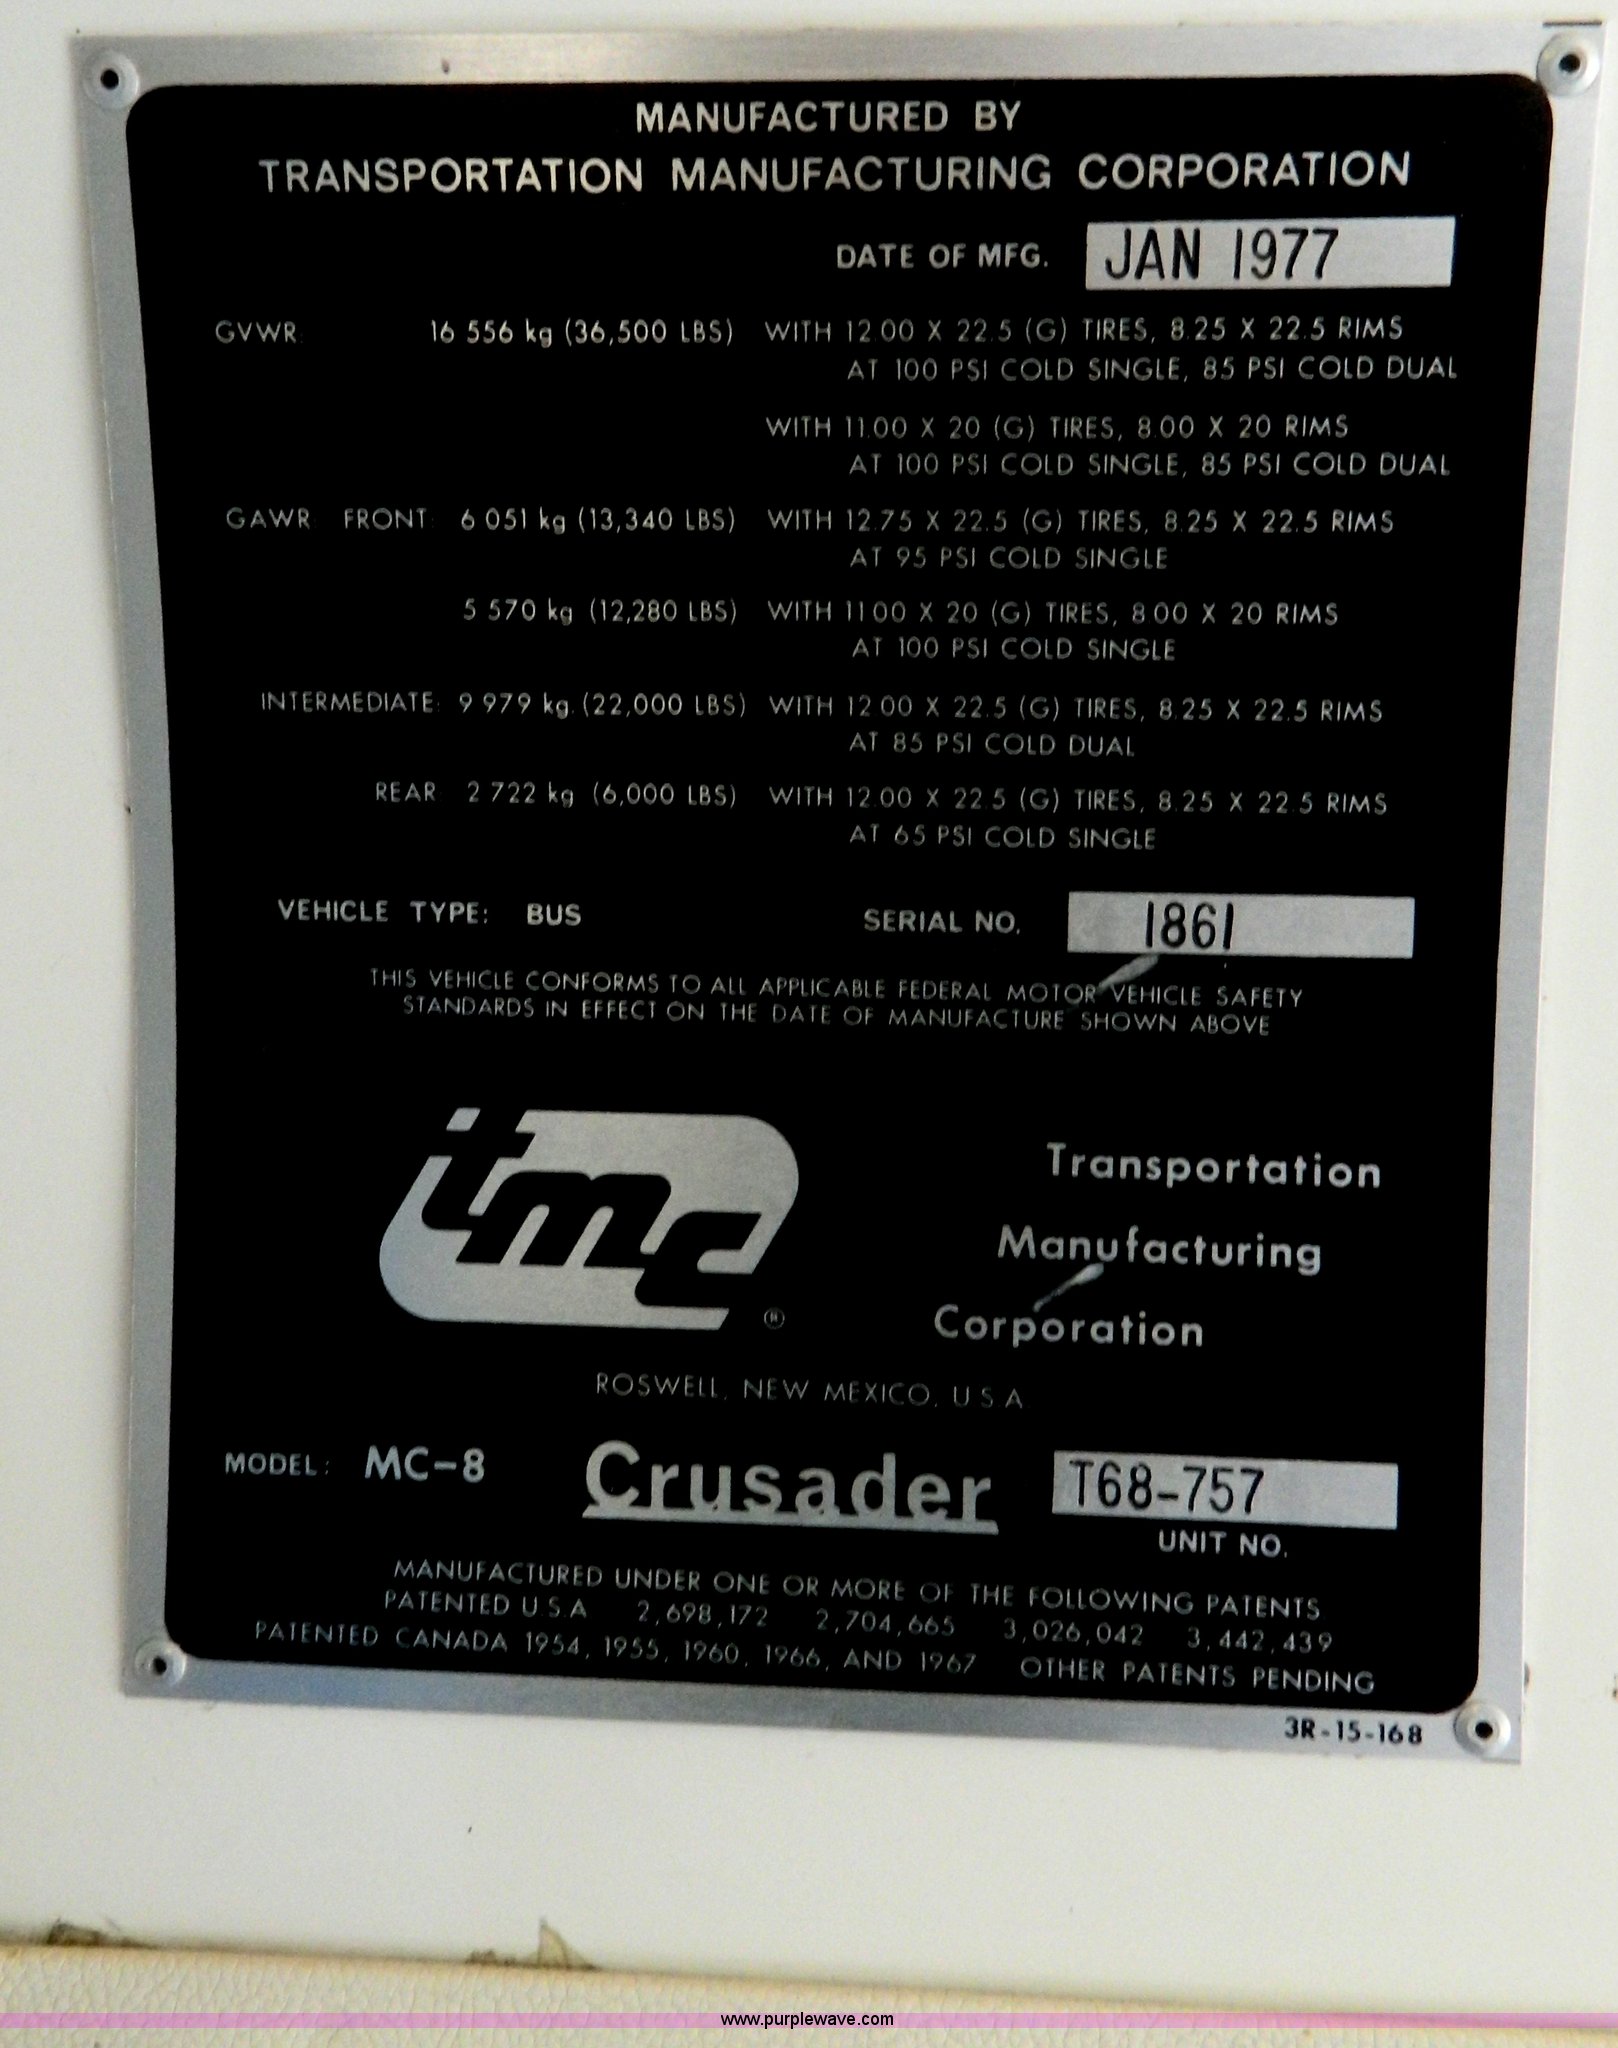 MANUFACTURED BY
TRANSPORTATION MANUFACTURING CORPORATION
DATE OF MFG. JAN 1977
GVWR: 16 556 kg (36,500 LBS) WITH 12.00 X 22.5 (G) TIRES, 8.25 X 22.5 RIMS
AT 100 PSI COLD SINGLE, 85 PSI COLD DUAL
WITH 11.00 X 20 (G) TIRES, 8.00 X 20 RIMS
AT 100 PSI COLD SINGLE, 85 PSI COLD DUAL
GAWR: FRONT: 6 051 kg (13,340 LBS) WITH 12.75 X 22.5 (G) TIRES, 8.25 X 22.5 RIMS
AT 95 PSI COLD SINGLE
5 570 kg (12,280 LBS) WITH 11.00 X 20 (G) TIRES, 8.00 X 20 RIMS
AT 100 PSI COLD SINGLE
INTERMEDIATE: 9 979 kg. (22,000 LBS) WITH 12.00 X 22.5 (G) TIRES, 8.25 X 22.5 RIMS
AT 85 PSI COLD DUAL
REAR: 2 722 kg (6,000 LBS) WITH 12.00 X 22.5 (G) TIRES, 8.25 X 22.5 RIMS
AT 65 PSI COLD SINGLE
VEHICLE TYPE: BUS SERIAL NO. 1861
THIS VEHICLE CONFORMS TO ALL APPLICABLE FEDERAL MOTOR VEHICLE SAFETY
STANDARDS IN EFFECT ON THE DATE OF MANUFACTURE SHOWN ABOVE
tmc ®
Transportation
Manufacturing
Corporation
ROSWELL, NEW MEXICO, U.S.A.
MODEL: MC-8 Crusader T68-757
UNIT NO.
MANUFACTURED UNDER ONE OR MORE OF THE FOLLOWING PATENTS
PATENTED U.S.A 2,698,172 2,704,665 3,026,042 3,442,439
PATENTED CANADA 1954, 1955, 1960, 1966, AND 1967 OTHER PATENTS PENDING
3R-15-168
www.purplewave.com